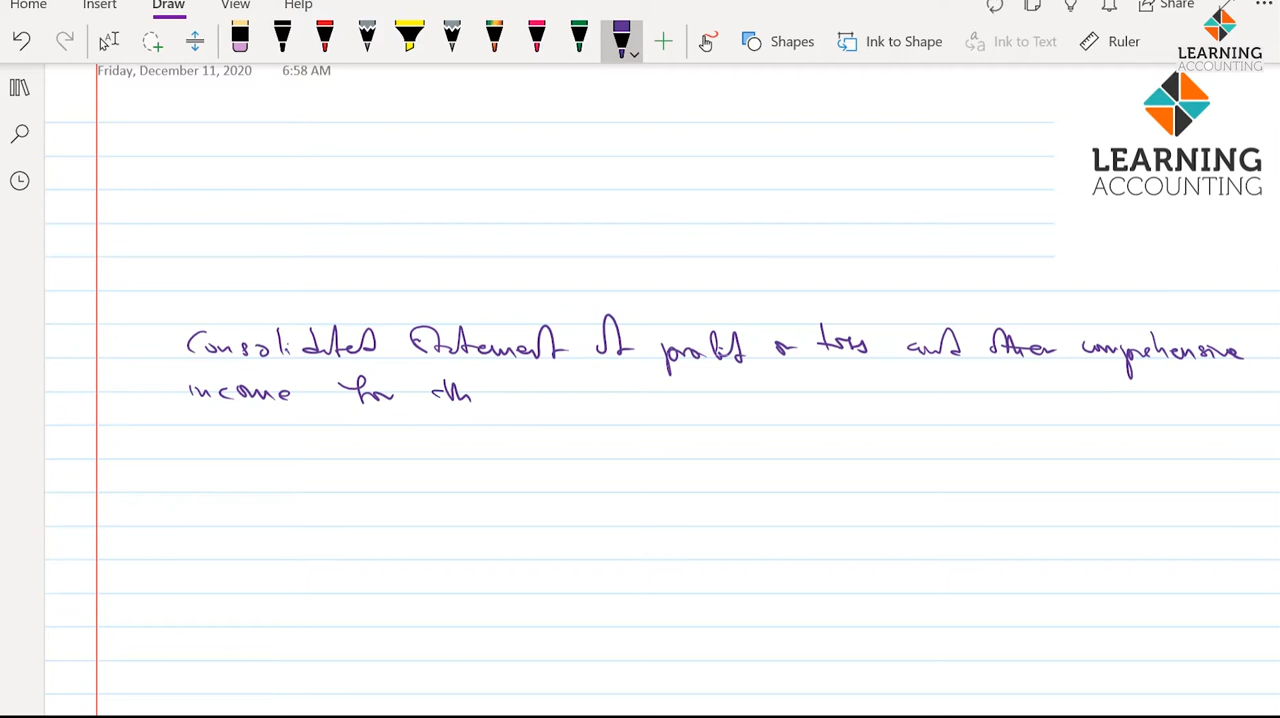 Home Insert Draw View Help Share
Shapes Ink to Shape Ink to Text Ruler
LEARNING
ACCOUNTING
Friday, December 11, 2020 6:58 AM
LEARNING
ACCOUNTING
Consolidated Statement of profit or loss and other comprehensive
income for th